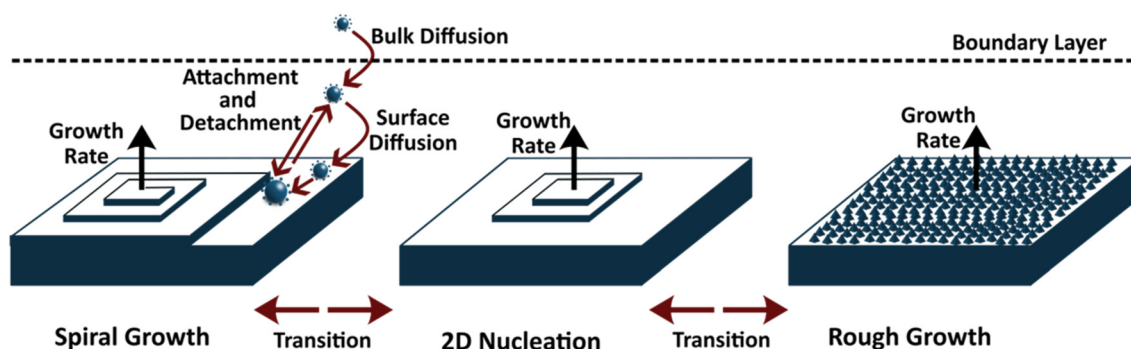 Bulk Diffusion
Boundary Layer
Attachment
and
Detachment
Surface
Diffusion
Growth
Rate
Growth
Rate
Growth
Rate
Spiral Growth
Transition
2D Nucleation
Transition
Rough Growth